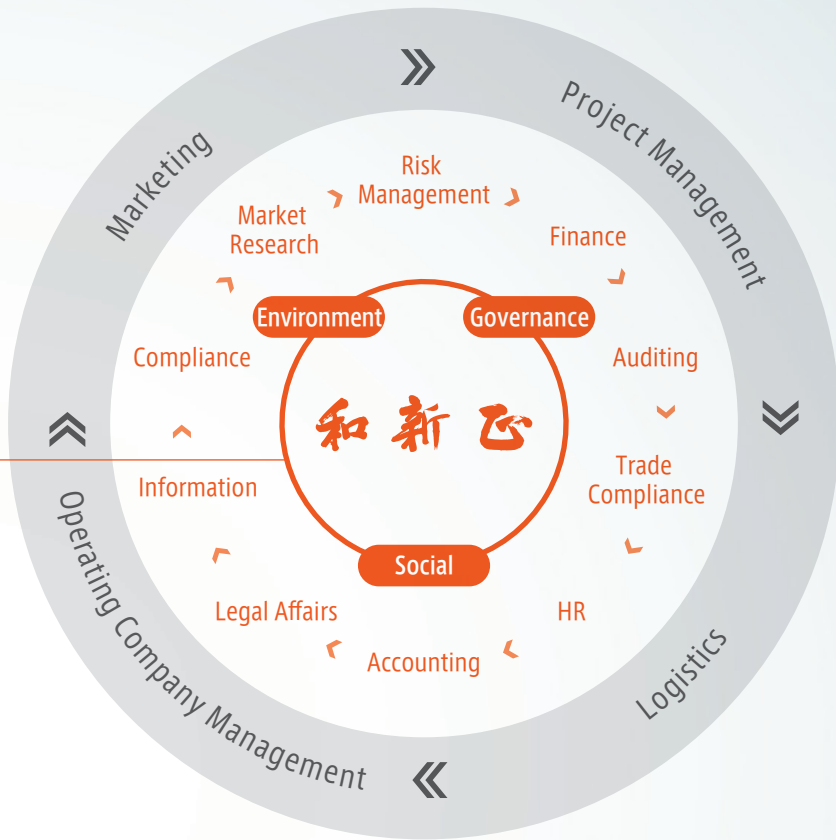 Marketing
Project Management
Logistics
Operating Company Management
Risk
Management
Finance
Auditing
Trade
Compliance
HR
Accounting
Legal Affairs
Information
Compliance
Market
Research
Environment
Governance
和新正
Social